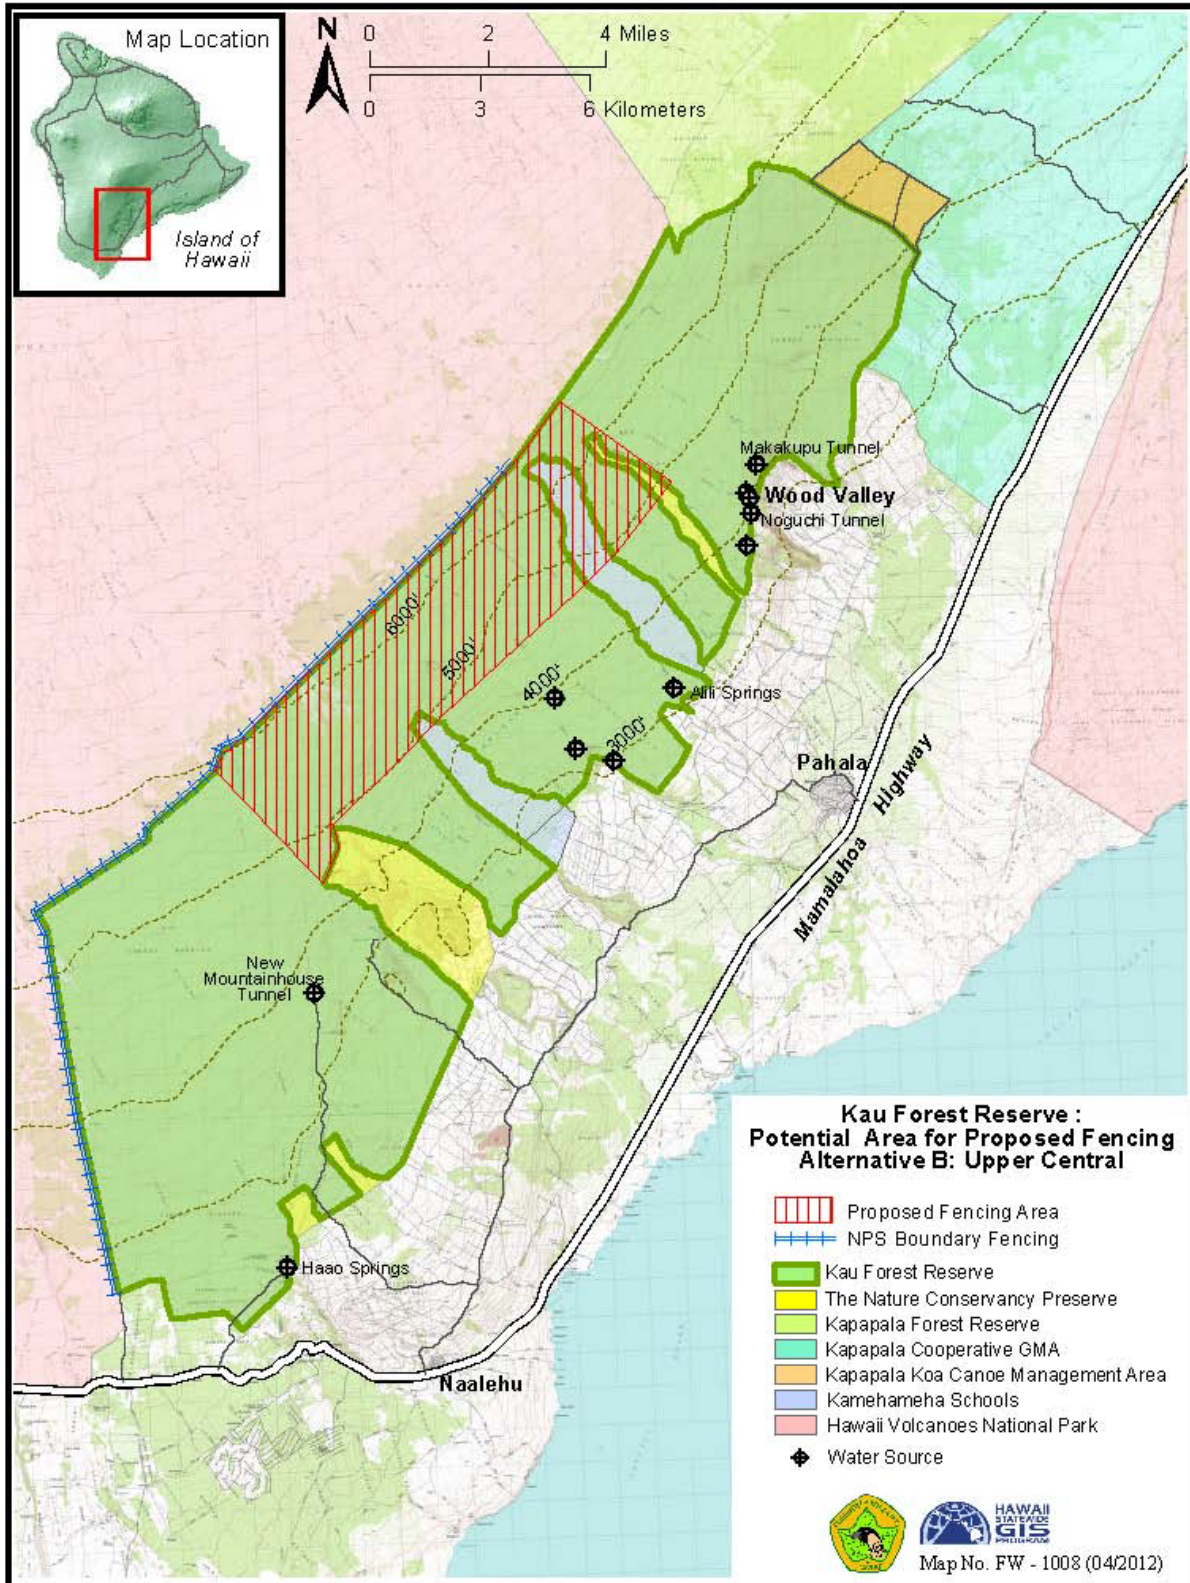 Map Location
Island of
Hawaii
N
0 2 4 Miles
0 3 6 Kilometers
Makakupu Tunnel
Wood Valley
Noguchi Tunnel
6000'
5000'
4000'
Alili Springs
3000'
Pahala
Mamalahoa Highway
New
Mountainhouse
Tunnel
Haao Springs
Naalehu
Kau Forest Reserve :
Potential Area for Proposed Fencing
Alternative B: Upper Central
Proposed Fencing Area
NPS Boundary Fencing
Kau Forest Reserve
The Nature Conservancy Preserve
Kapapala Forest Reserve
Kapapala Cooperative GMA
Kapapala Koa Canoe Management Area
Kamehameha Schools
Hawaii Volcanoes National Park
Water Source
HAWAII
STATEWIDE
GIS
PROGRAM
Map No. FW - 1008 (04/2012)